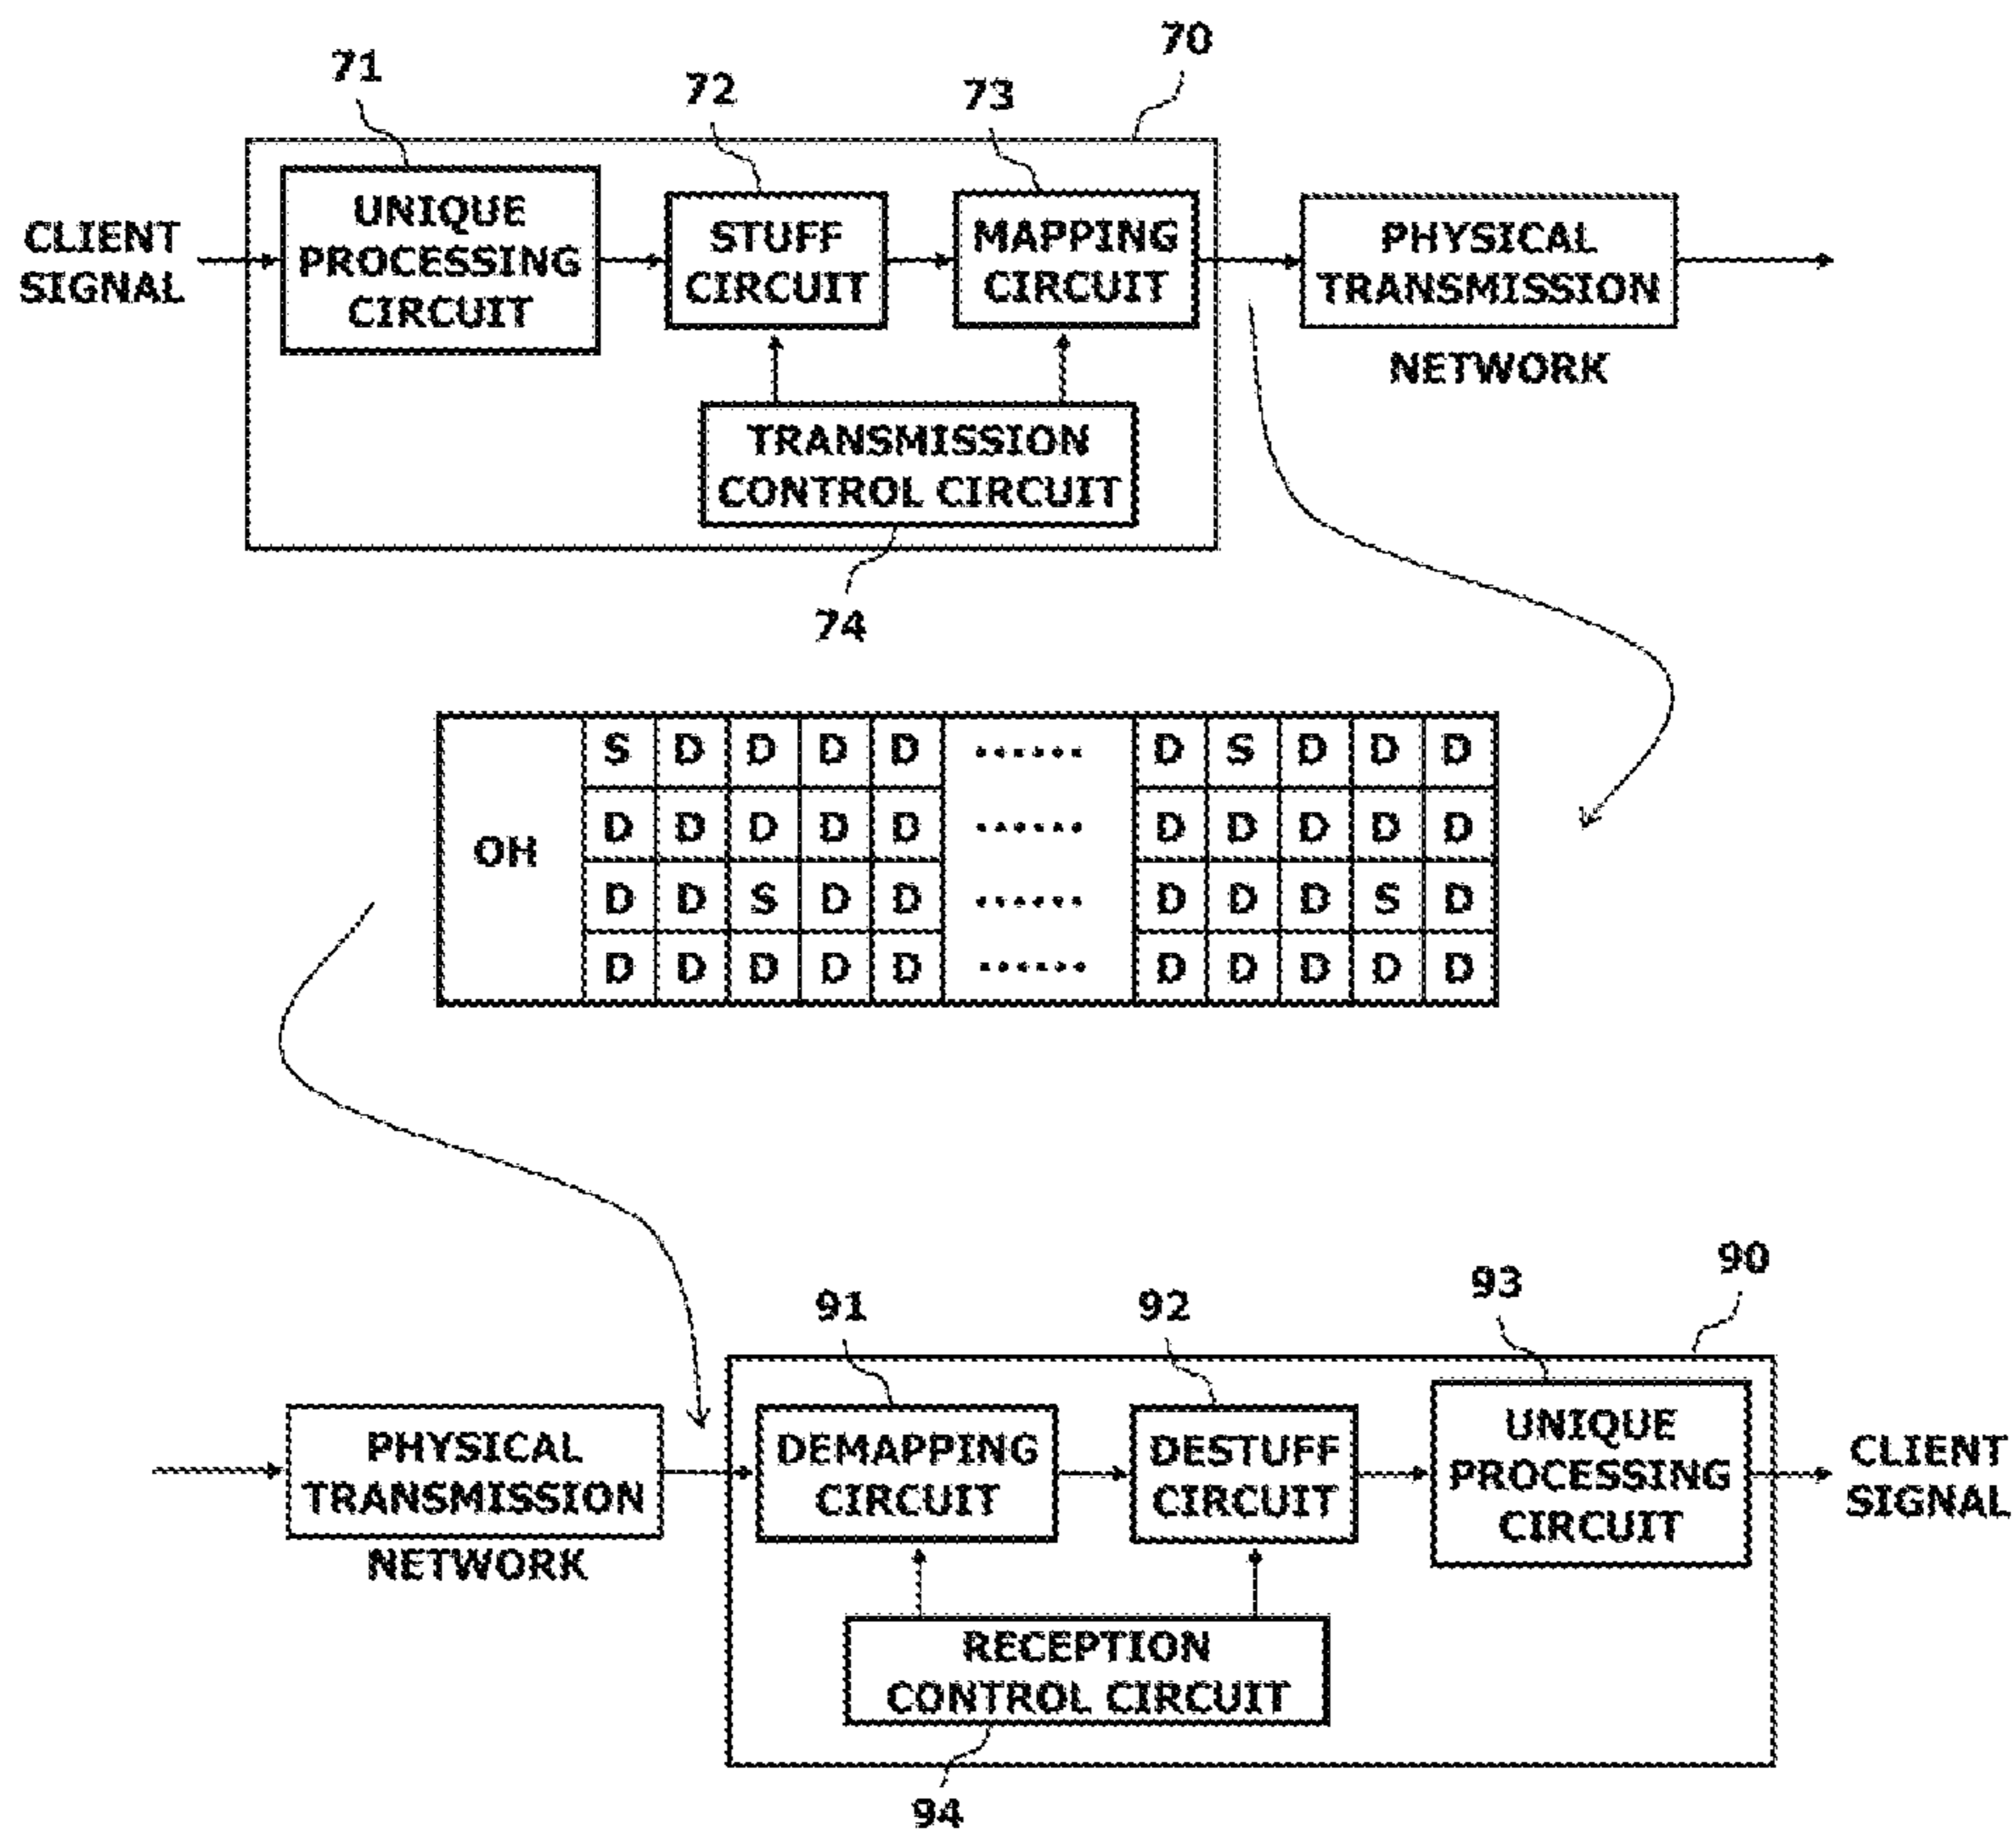 70
71
72
73
CLIENT
SIGNAL
UNIQUE
PROCESSING
CIRCUIT
STUFF
CIRCUIT
MAPPING
CIRCUIT
PHYSICAL
TRANSMISSION
NETWORK
TRANSMISSION
CONTROL CIRCUIT
74
OH
S D D D D ...... D S D D D
D D D D D ...... D D D D D
D D S D D ...... D D D S D
D D D D D ...... D D D D D
90
91
92
93
PHYSICAL
TRANSMISSION
NETWORK
DEMAPPING
CIRCUIT
DESTUFF
CIRCUIT
UNIQUE
PROCESSING
CIRCUIT
CLIENT
SIGNAL
RECEPTION
CONTROL CIRCUIT
94